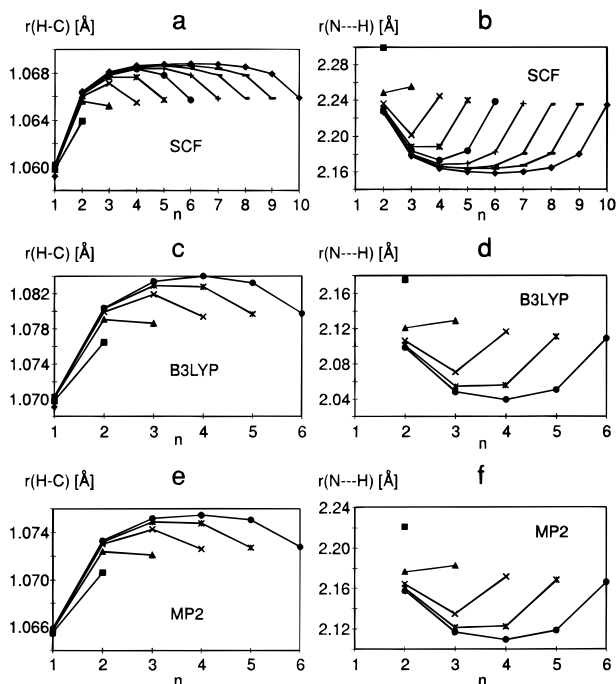 a
b
r(H-C) [Å]
r(N---H) [Å]
1.068
1.064
1.060
SCF
1 2 3 4 5 6 7 8 9 10
n
2.28
2.24
2.20
2.16
SCF
1 2 3 4 5 6 7 8 9 10
n
c
d
r(H-C) [Å]
r(N---H) [Å]
1.082
1.078
1.074
1.070
B3LYP
1 2 3 4 5 6
n
2.16
2.12
2.08
2.04
B3LYP
1 2 3 4 5 6
n
e
f
r(H-C) [Å]
r(N---H) [Å]
1.074
1.070
1.066
MP2
1 2 3 4 5 6
n
2.24
2.20
2.16
2.12
MP2
1 2 3 4 5 6
n